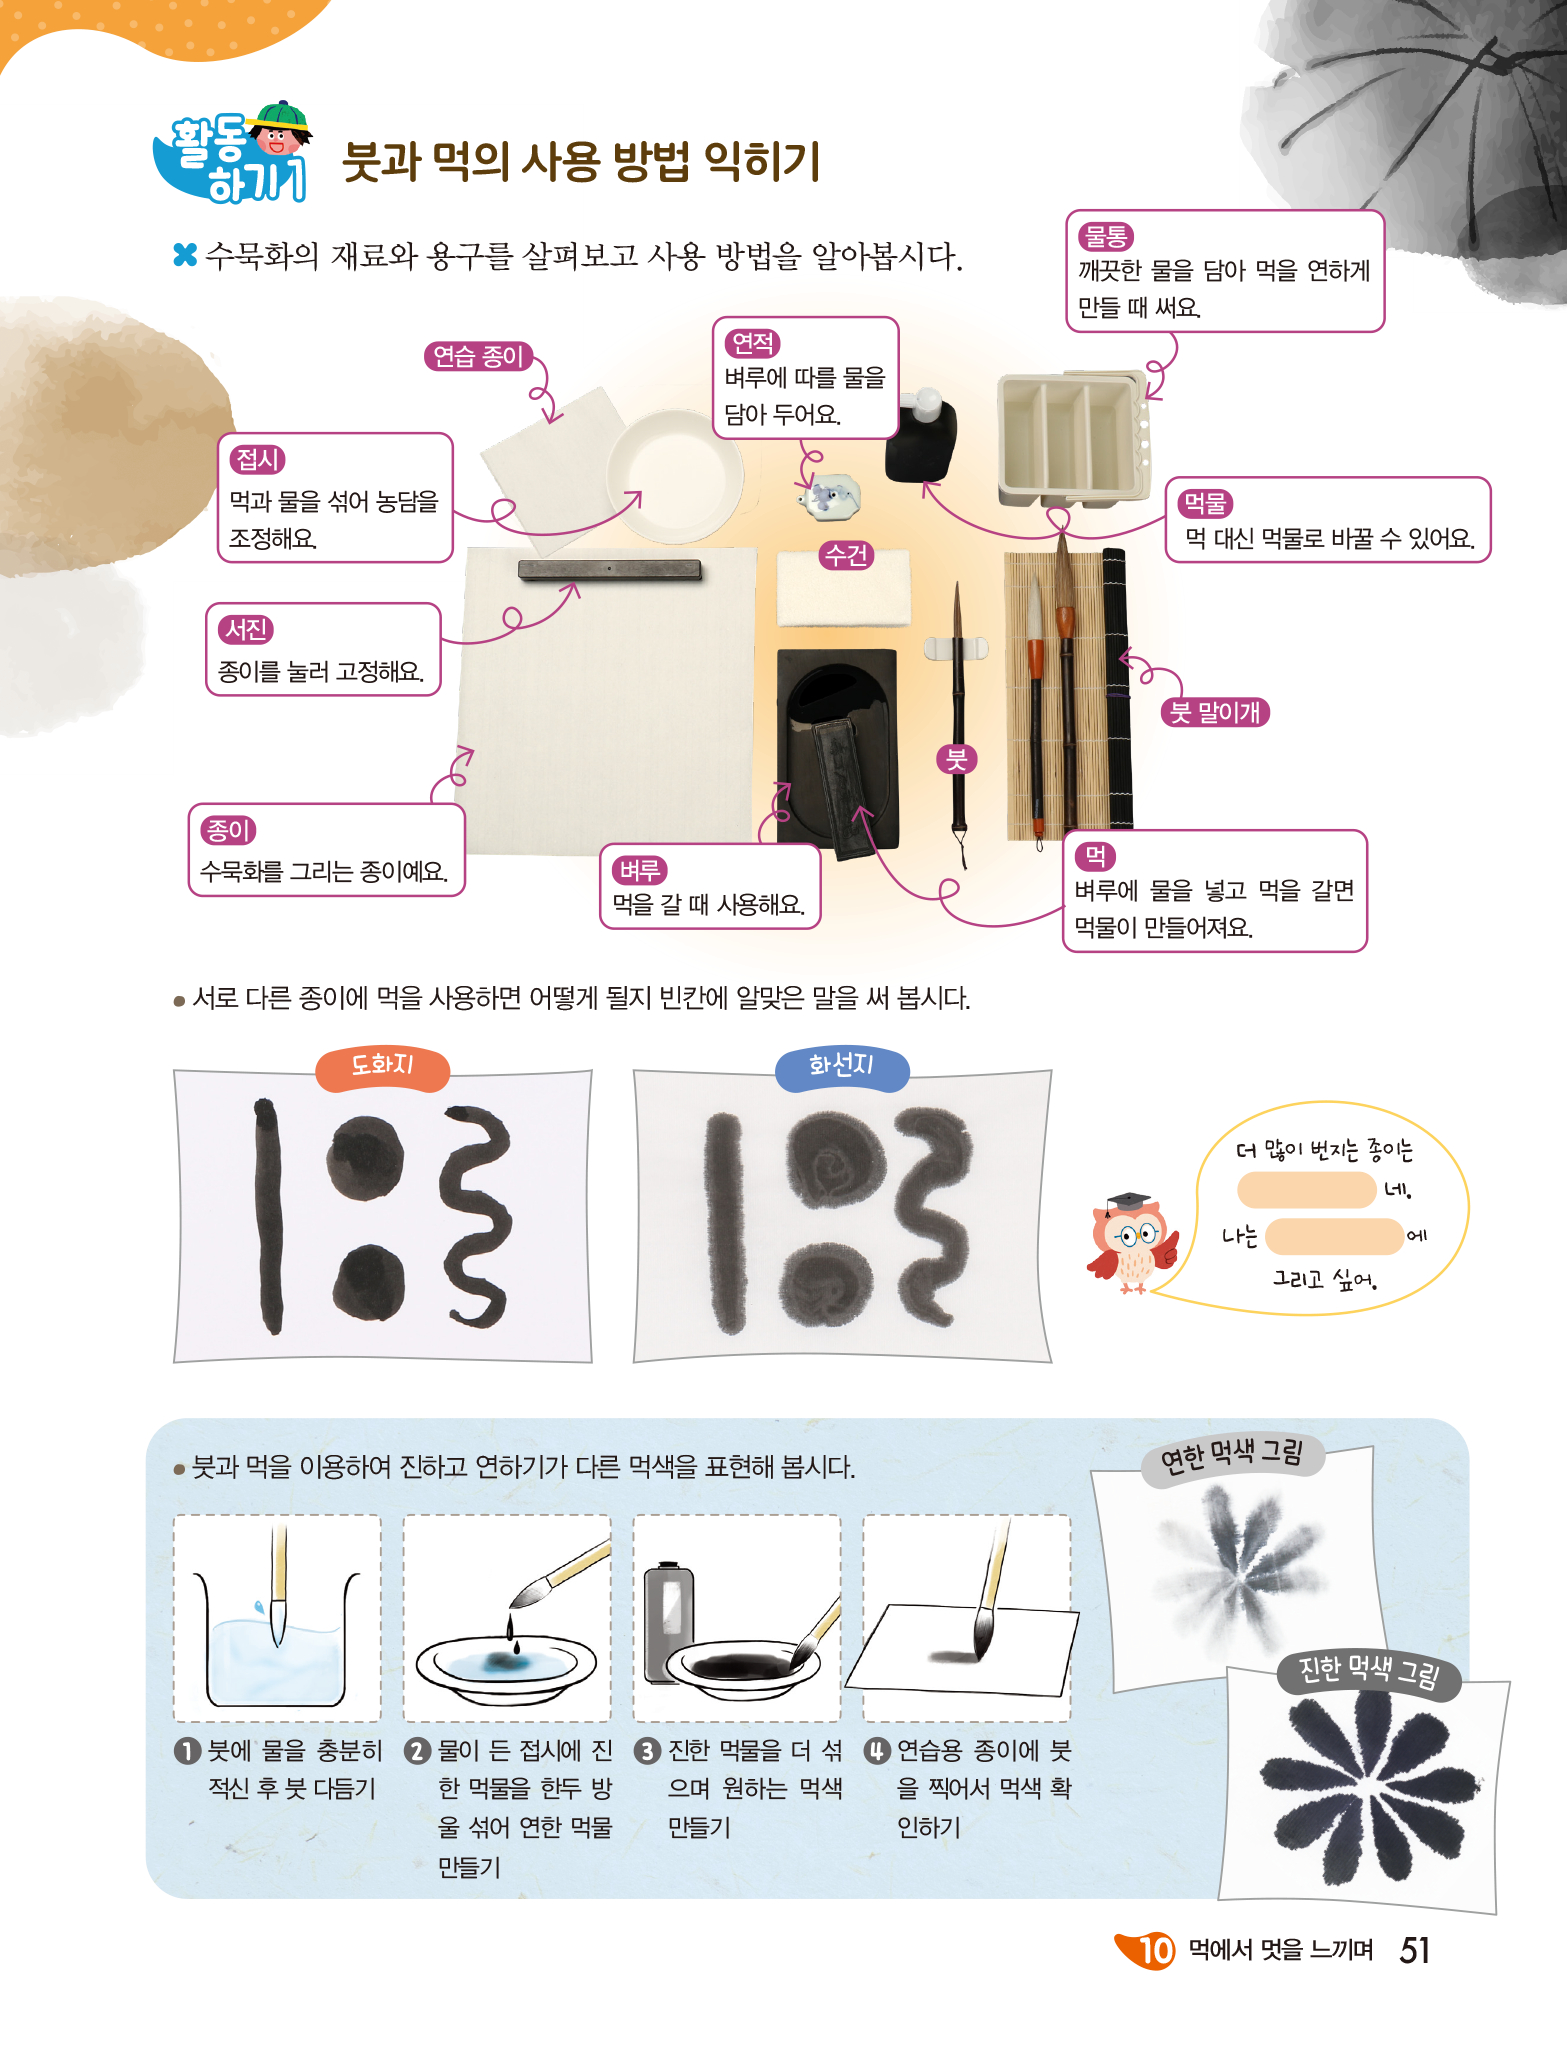 활동
하기 1
붓과 먹의 사용 방법 익히기
수묵화의 재료와 용구를 살펴보고 사용 방법을 알아봅시다.
물통
깨끗한 물을 담아 먹을 연하게
만들 때 써요.
연적
벼루에 따를 물을
담아 두어요.
연습 종이
접시
먹과 물을 섞어 농담을
조정해요.
먹물
먹 대신 먹물로 바꿀 수 있어요.
수건
서진
종이를 눌러 고정해요.
붓 말이개
붓
종이
수묵화를 그리는 종이예요.
벼루
먹을 갈 때 사용해요.
먹
벼루에 물을 넣고 먹을 갈면
먹물이 만들어져요.
서로 다른 종이에 먹을 사용하면 어떻게 될지 빈칸에 알맞은 말을 써 봅시다.
도화지
화선지
더 많이 번지는 종이는
네.
나는 에
그리고 싶어.
붓과 먹을 이용하여 진하고 연하기가 다른 먹색을 표현해 봅시다.
연한 먹색 그림
진한 먹색 그림
1 붓에 물을 충분히
적신 후 붓 다듬기
2 물이 든 접시에 진
한 먹물을 한두 방
울 섞어 연한 먹물
만들기
3 진한 먹물을 더 섞
으며 원하는 먹색
만들기
4 연습용 종이에 붓
을 찍어서 먹색 확
인하기
10 먹에서 멋을 느끼며 51